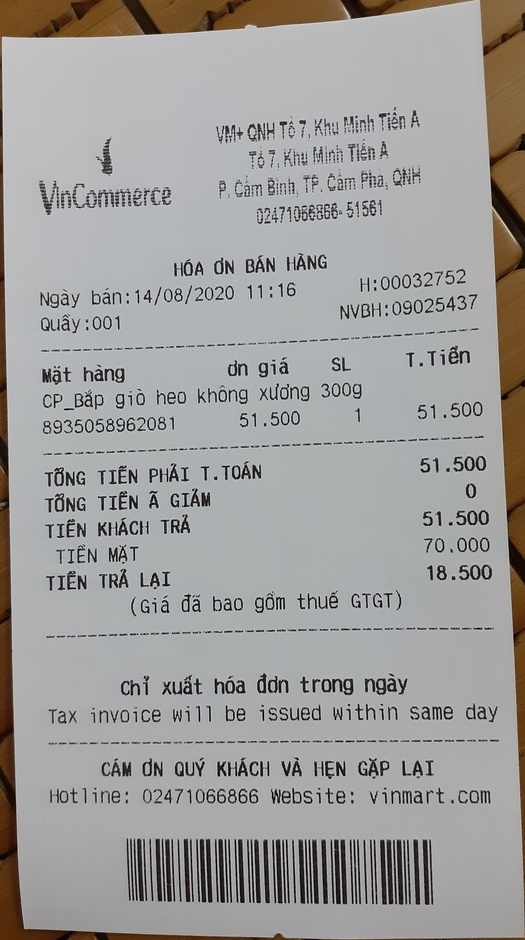 VinCommerce
VM+ QNH Tổ 7, Khu Minh Tiến A
Tổ 7, Khu Minh Tiến A
P. Cẩm Bình, TP. Cẩm Phả, QNH
02471066866- 51561
HÓA ƠN BÁN HÀNG
Ngày bán:14/08/2020 11:16 H:00032752
Quầy:001 NVBH:09025437
Mặt hàng ơn giá SL T.Tiền
CP_Bắp giò heo không xương 300g
8935058962081 51.500 1 51.500
TỔNG TIỀN PHẢI T.TOÁN 51.500
TỔNG TIỀN Ã GIẢM 0
TIỀN KHÁCH TRẢ 51.500
TIỀN MẶT 70.000
TIỀN TRẢ LẠI 18.500
(Giá đã bao gồm thuế GTGT)
Chỉ xuất hóa đơn trong ngày
Tax invoice will be issued within same day
CÁM ƠN QUÝ KHÁCH VÀ HẸN GẶP LẠI
Hotline: 02471066866 Website: vinmart.com